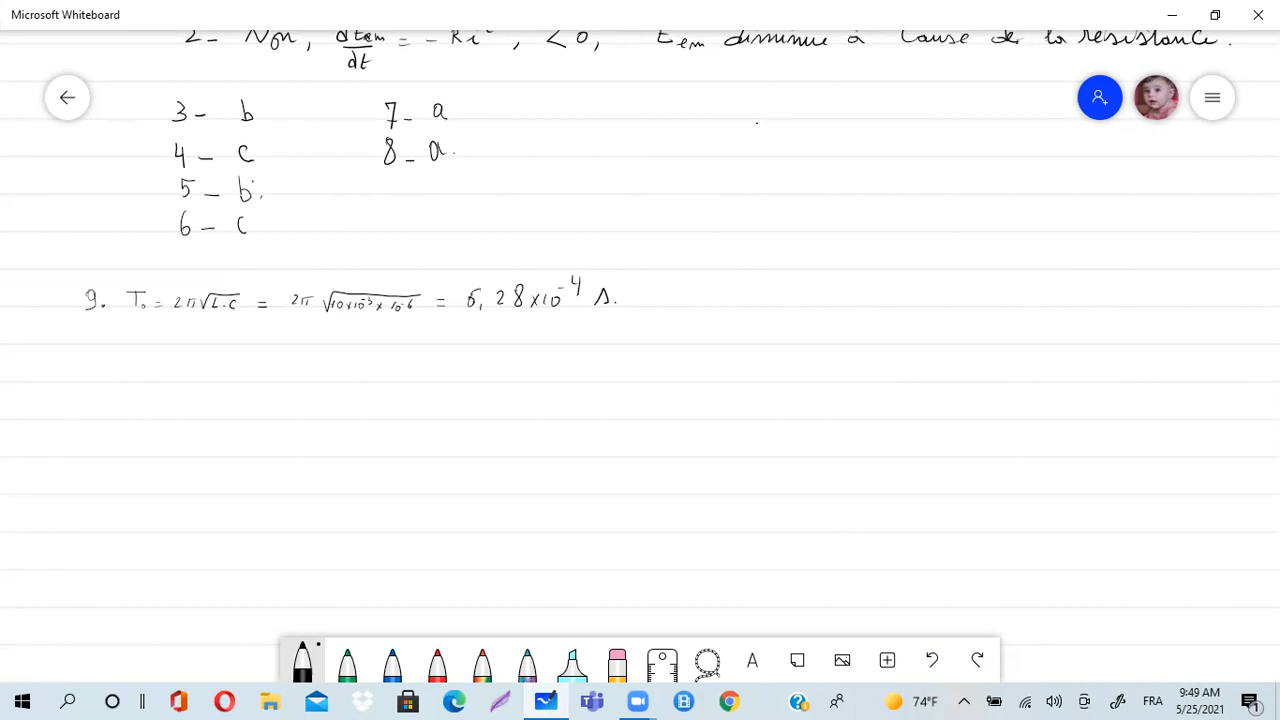 Microsoft Whiteboard
2- Non, dEem/dt = - Ri², < 0, Eem diminue à cause de la résistance.
3 - b 7 - a
4 - c 8 - a.
5 - b.
6 - c
9. T₀ = 2π√L.C = 2π √10×10⁻³ × 10⁻⁶ = 6,28×10⁻⁴ s.
A
74°F FRA 9:49 AM
5/25/2021